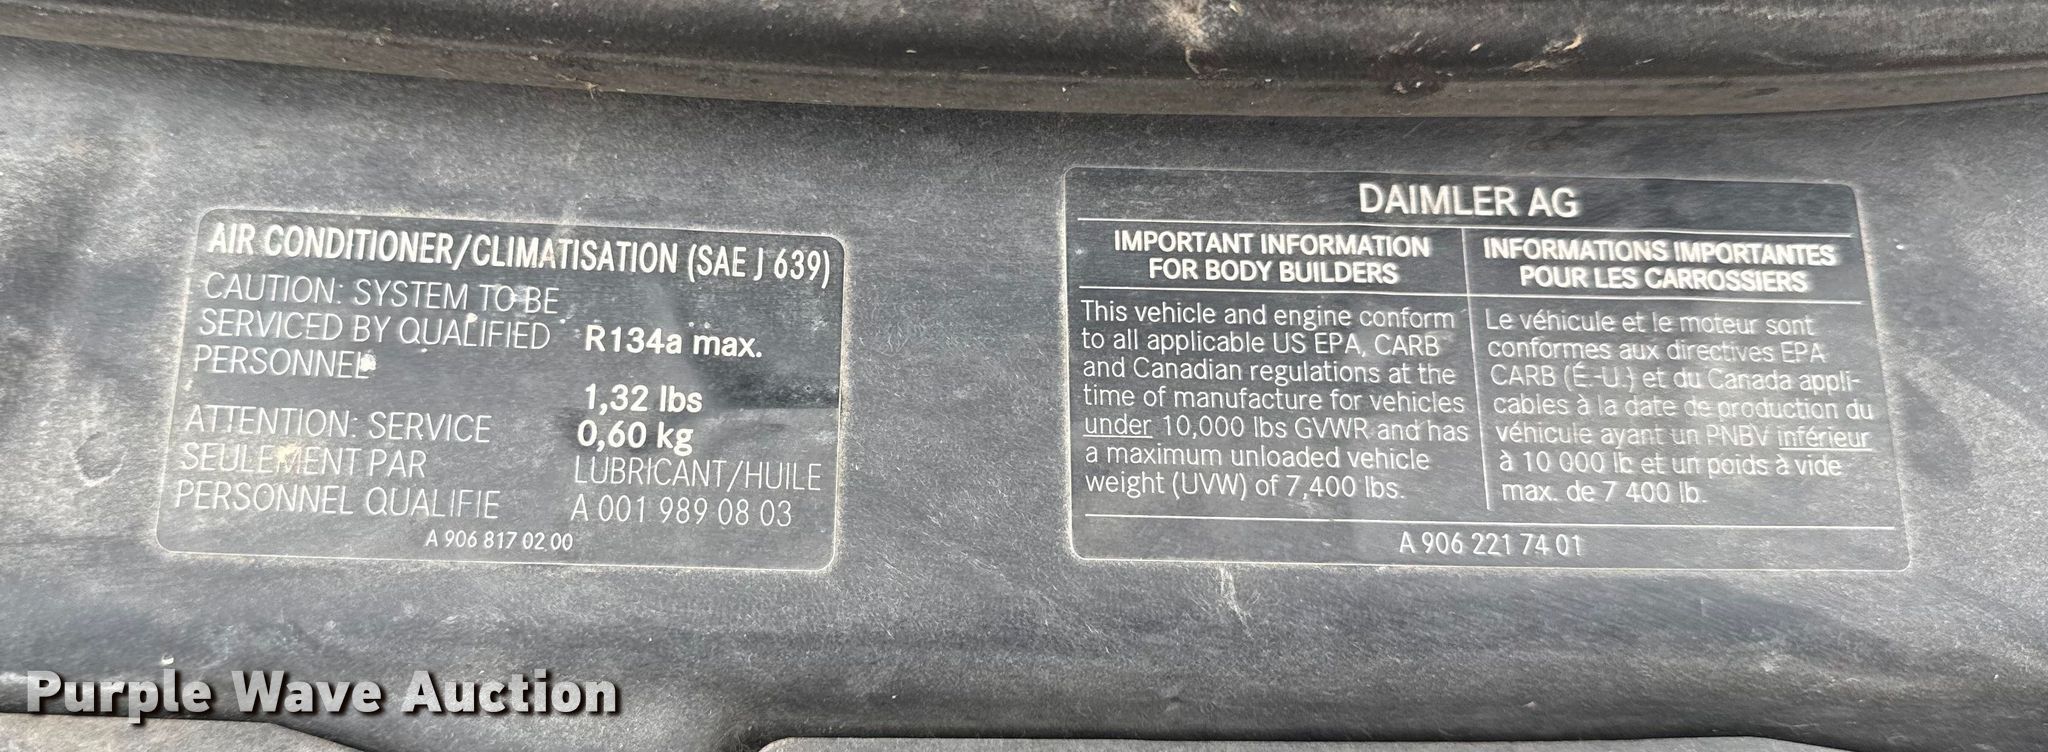 AIR CONDITIONER/CLIMATISATION (SAE J 639)
CAUTION: SYSTEM TO BE
SERVICED BY QUALIFIED
PERSONNEL
ATTENTION: SERVICE
SEULEMENT PAR
PERSONNEL QUALIFIE
R134a max.
1,32 lbs
0,60 kg
LUBRICANT/HUILE
A 001 989 08 03
A 906 817 02 00
DAIMLER AG
IMPORTANT INFORMATION
FOR BODY BUILDERS
This vehicle and engine conform
to all applicable US EPA, CARB
and Canadian regulations at the
time of manufacture for vehicles
under 10,000 lbs GVWR and has
a maximum unloaded vehicle
weight (UVW) of 7,400 lbs.
INFORMATIONS IMPORTANTES
POUR LES CARROSSIERS
Le véhicule et le moteur sont
conformes aux directives EPA
CARB (É.-U.) et du Canada appli-
cables à la date de production du
véhicule ayant un PNBV inférieur
à 10 000 lb et un poids à vide
max. de 7 400 lb.
A 906 221 74 01
Purple Wave Auction